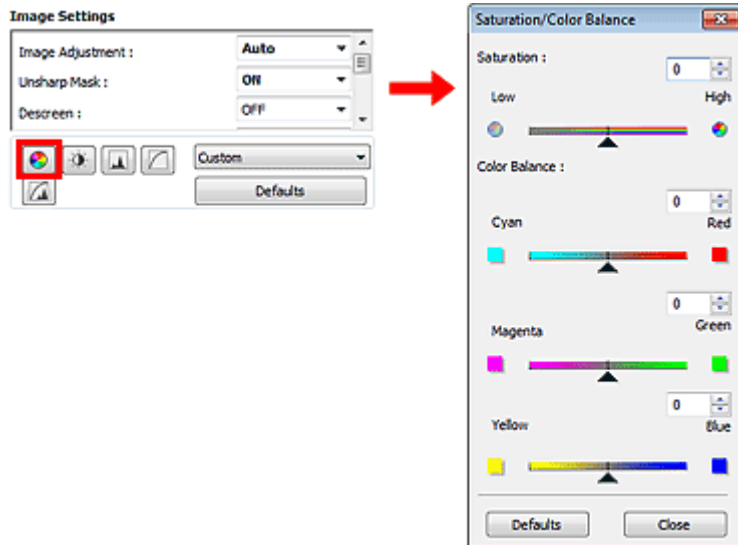 Image Settings
Image Adjustment : Auto
Unsharp Mask : ON
Descreen : OFF
Custom
Defaults
Saturation/Color Balance
Saturation :
0
Low High
Color Balance :
0
Cyan Red
0
Magenta Green
0
Yellow Blue
Defaults Close